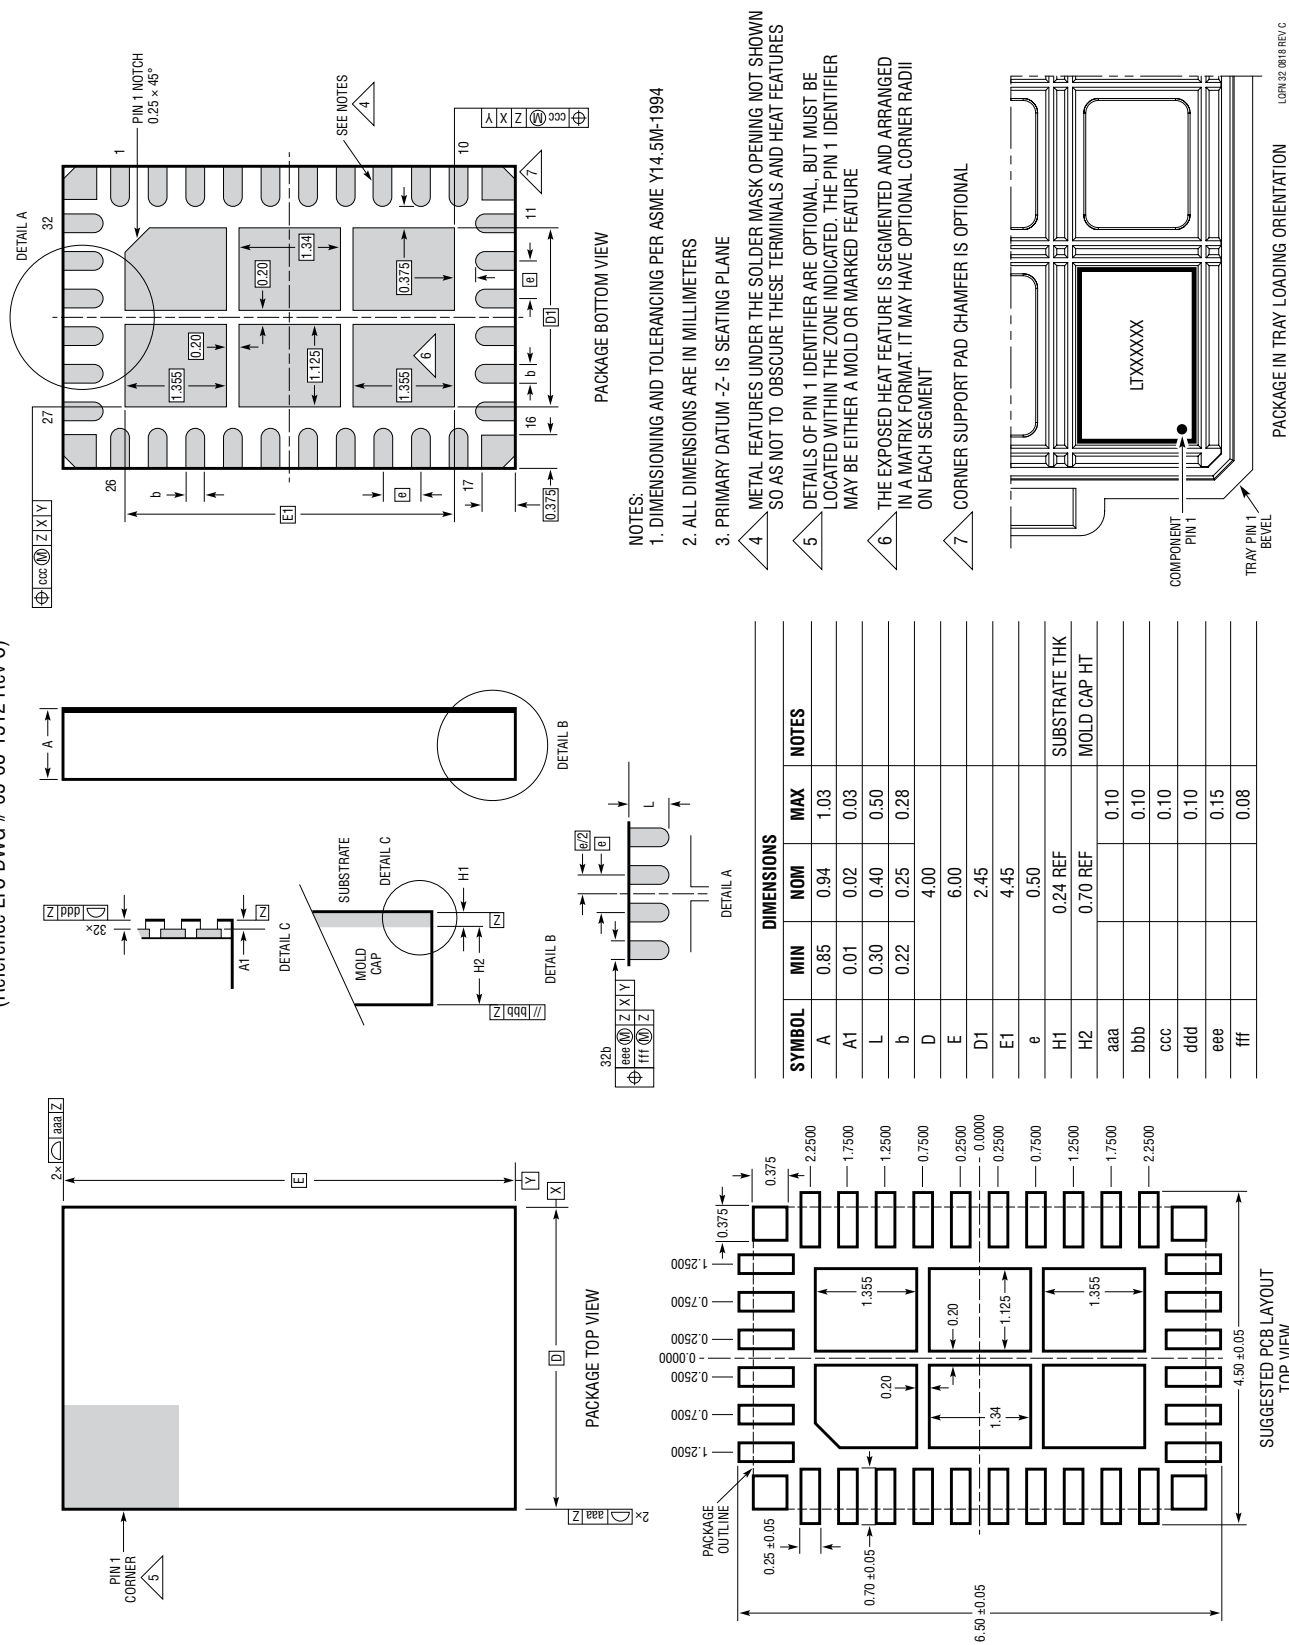 DETAIL A
1
32
27
26
17
16
11
10
PIN 1 NOTCH
0.25 × 45°
SEE NOTES
4
7
ccc M Z X Y
ccc M Z X Y
0.20
0.20
1.34
1.355
1.125
1.355
0.375
6
b
e
E1
D1
e
b
0.375
PACKAGE BOTTOM VIEW
NOTES:
1. DIMENSIONING AND TOLERANCING PER ASME Y14.5M-1994
2. ALL DIMENSIONS ARE IN MILLIMETERS
3. PRIMARY DATUM -Z- IS SEATING PLANE
4 METAL FEATURES UNDER THE SOLDER MASK OPENING NOT SHOWN
SO AS NOT TO OBSCURE THESE TERMINALS AND HEAT FEATURES
5 DETAILS OF PIN 1 IDENTIFIER ARE OPTIONAL, BUT MUST BE
LOCATED WITHIN THE ZONE INDICATED. THE PIN 1 IDENTIFIER
MAY BE EITHER A MOLD OR MARKED FEATURE
6 THE EXPOSED HEAT FEATURE IS SEGMENTED AND ARRANGED
IN A MATRIX FORMAT. IT MAY HAVE OPTIONAL CORNER RADII
ON EACH SEGMENT
7 CORNER SUPPORT PAD CHAMFER IS OPTIONAL
LTXXXXXX
COMPONENT
PIN 1
TRAY PIN 1
BEVEL
PACKAGE IN TRAY LOADING ORIENTATION
LQFN 32 0818 REV C
A
DETAIL B
ddd Z
32×
Z
A1
DETAIL C
SUBSTRATE
DETAIL C
MOLD
CAP
H1
H2
Z
// bbb Z
DETAIL B
e/2
e
L
32b
eee M Z X Y
fff M Z
DETAIL A
DIMENSIONS
SYMBOL MIN NOM MAX NOTES
A 0.85 0.94 1.03
A1 0.01 0.02 0.03
L 0.30 0.40 0.50
b 0.22 0.25 0.28
D 4.00
E 6.00
D1 2.45
E1 4.45
e 0.50
H1 0.24 REF SUBSTRATE THK
H2 0.70 REF MOLD CAP HT
aaa 0.10
bbb 0.10
ccc 0.10
ddd 0.10
eee 0.15
fff 0.08
2× aaa Z
E
Y
X
D
PACKAGE TOP VIEW
PIN 1
CORNER
5
aaa Z
2×
PACKAGE
OUTLINE
0.25 ±0.05
0.70 ±0.05
6.50 ±0.05
4.50 ±0.05
0.375
0.375
1.2500
0.7500
0.2500
0.0000
0.2500
0.7500
1.2500
2.2500
1.7500
1.2500
0.7500
0.2500
0.0000
0.2500
0.7500
1.2500
1.7500
2.2500
1.355
0.20
1.125
1.355
0.20
1.34
SUGGESTED PCB LAYOUT
TOP VIEW